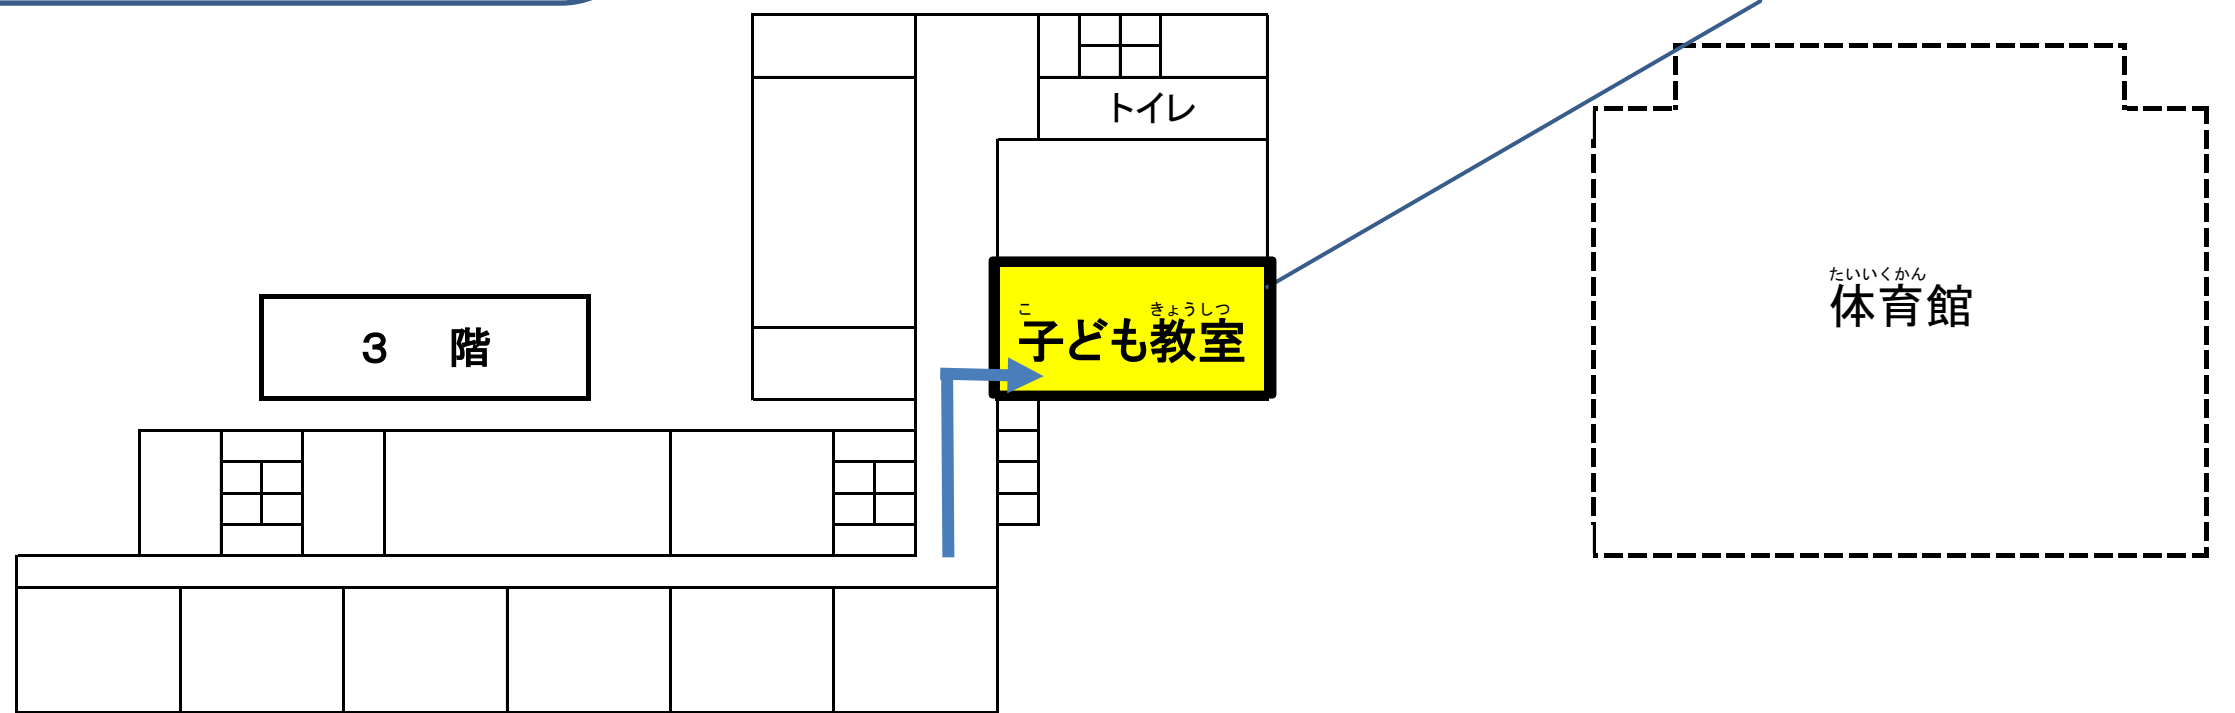 トイレ
たいいくかん
体育館
こ きょうしつ
子ども教室
３　階